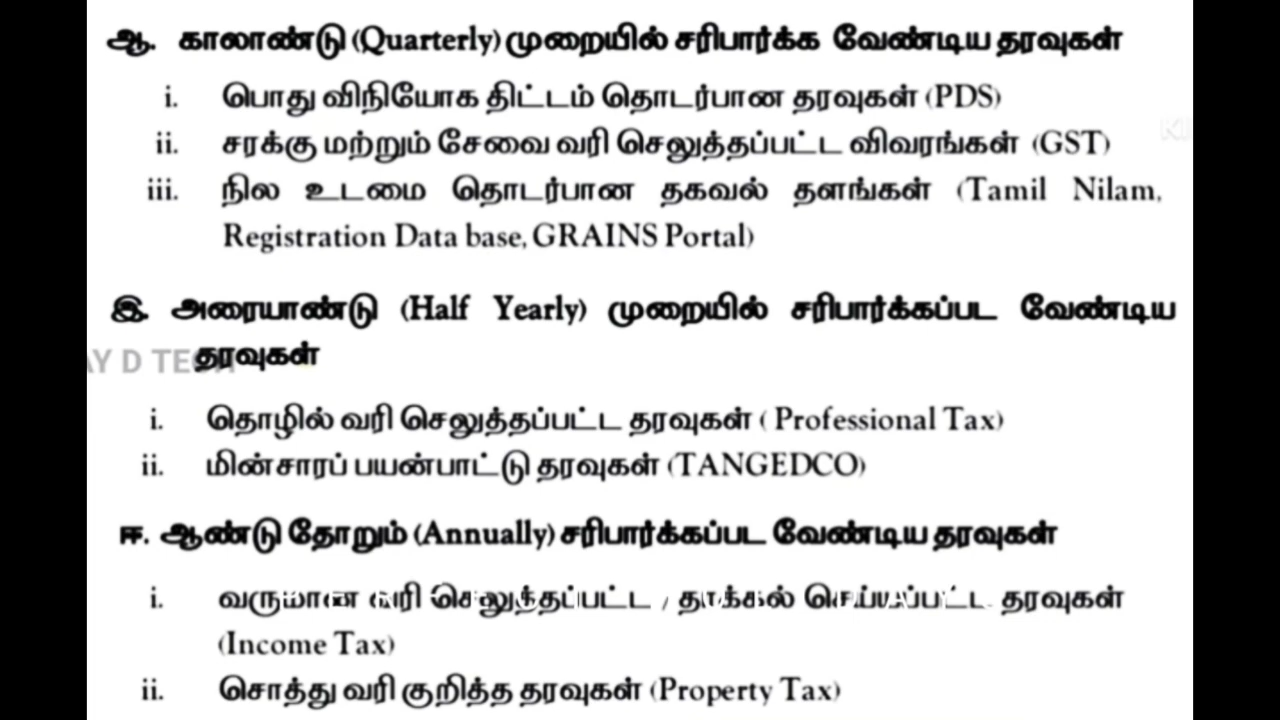 ஆ. காலாண்டு (Quarterly) முறையில் சரிபார்க்க வேண்டிய தரவுகள்
i. பொது விநியோக திட்டம் தொடர்பான தரவுகள் (PDS)
ii. சரக்கு மற்றும் சேவை வரி செலுத்தப்பட்ட விவரங்கள் (GST)
iii. நில உடமை தொடர்பான தகவல் தளங்கள் (Tamil Nilam,
Registration Data base, GRAINS Portal)
இ. அரையாண்டு (Half Yearly) முறையில் சரிபார்க்கப்பட வேண்டிய
தரவுகள்
i. தொழில் வரி செலுத்தப்பட்ட தரவுகள் ( Professional Tax)
ii. மின்சாரப் பயன்பாட்டு தரவுகள் (TANGEDCO)
ஈ. ஆண்டு தோறும் (Annually) சரிபார்க்கப்பட வேண்டிய தரவுகள்
i. வருமான வரி செலுத்தப்பட்ட / தாக்கல் செய்யப்பட்ட தரவுகள்
(Income Tax)
ii. சொத்து வரி குறித்த தரவுகள் (Property Tax)